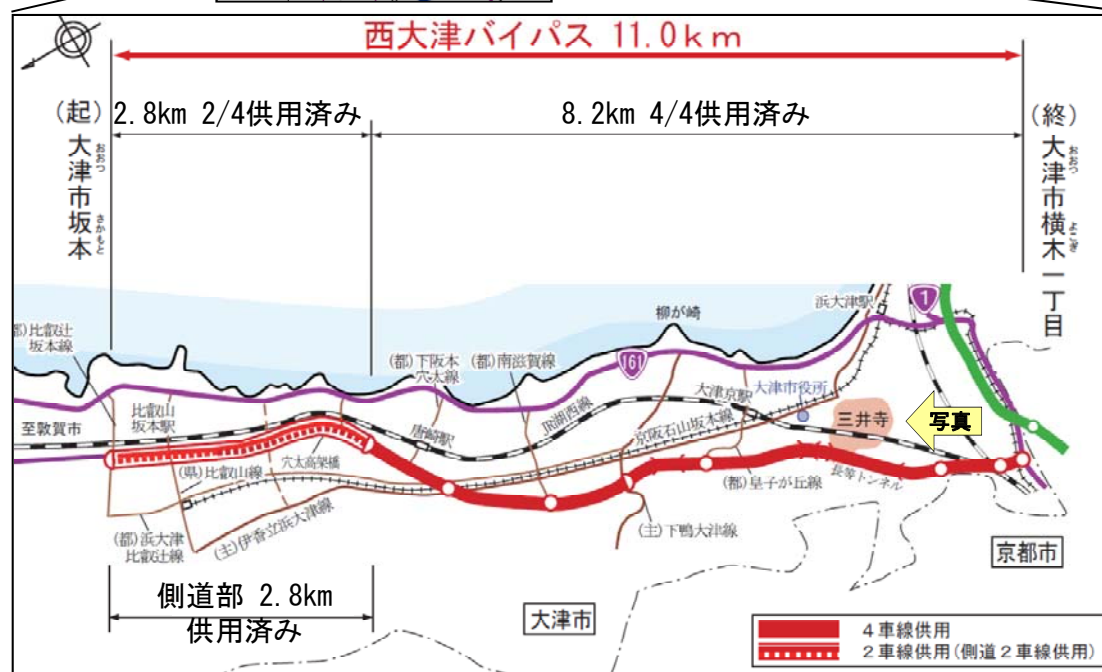 西大津バイパス 11.0km
2.8km 2/4供用済み
8.2km 4/4供用済み
(起)
大津市坂本
おおつ
さかもと
(終)
大津市横木一丁目
おおつ
よこぎ
浜大津駅
1
柳が崎
161
(都)比叡辻
坂本線
(都)下阪本
穴太線
(都)南滋賀線
比叡山
坂本駅
至敦賀市
唐崎駅
JR湖西線
大津京駅
大津市役所
京阪石山坂本線
三井寺
写真
(県)比叡山線
穴太高架橋
(都)皇子が丘線
長等トンネル
(都)浜大津
比叡辻線
(主)伊香立浜大津線
(主)下鴨大津線
京都市
側道部 2.8km
供用済み
大津市
4車線供用
2車線供用(側道2車線供用)